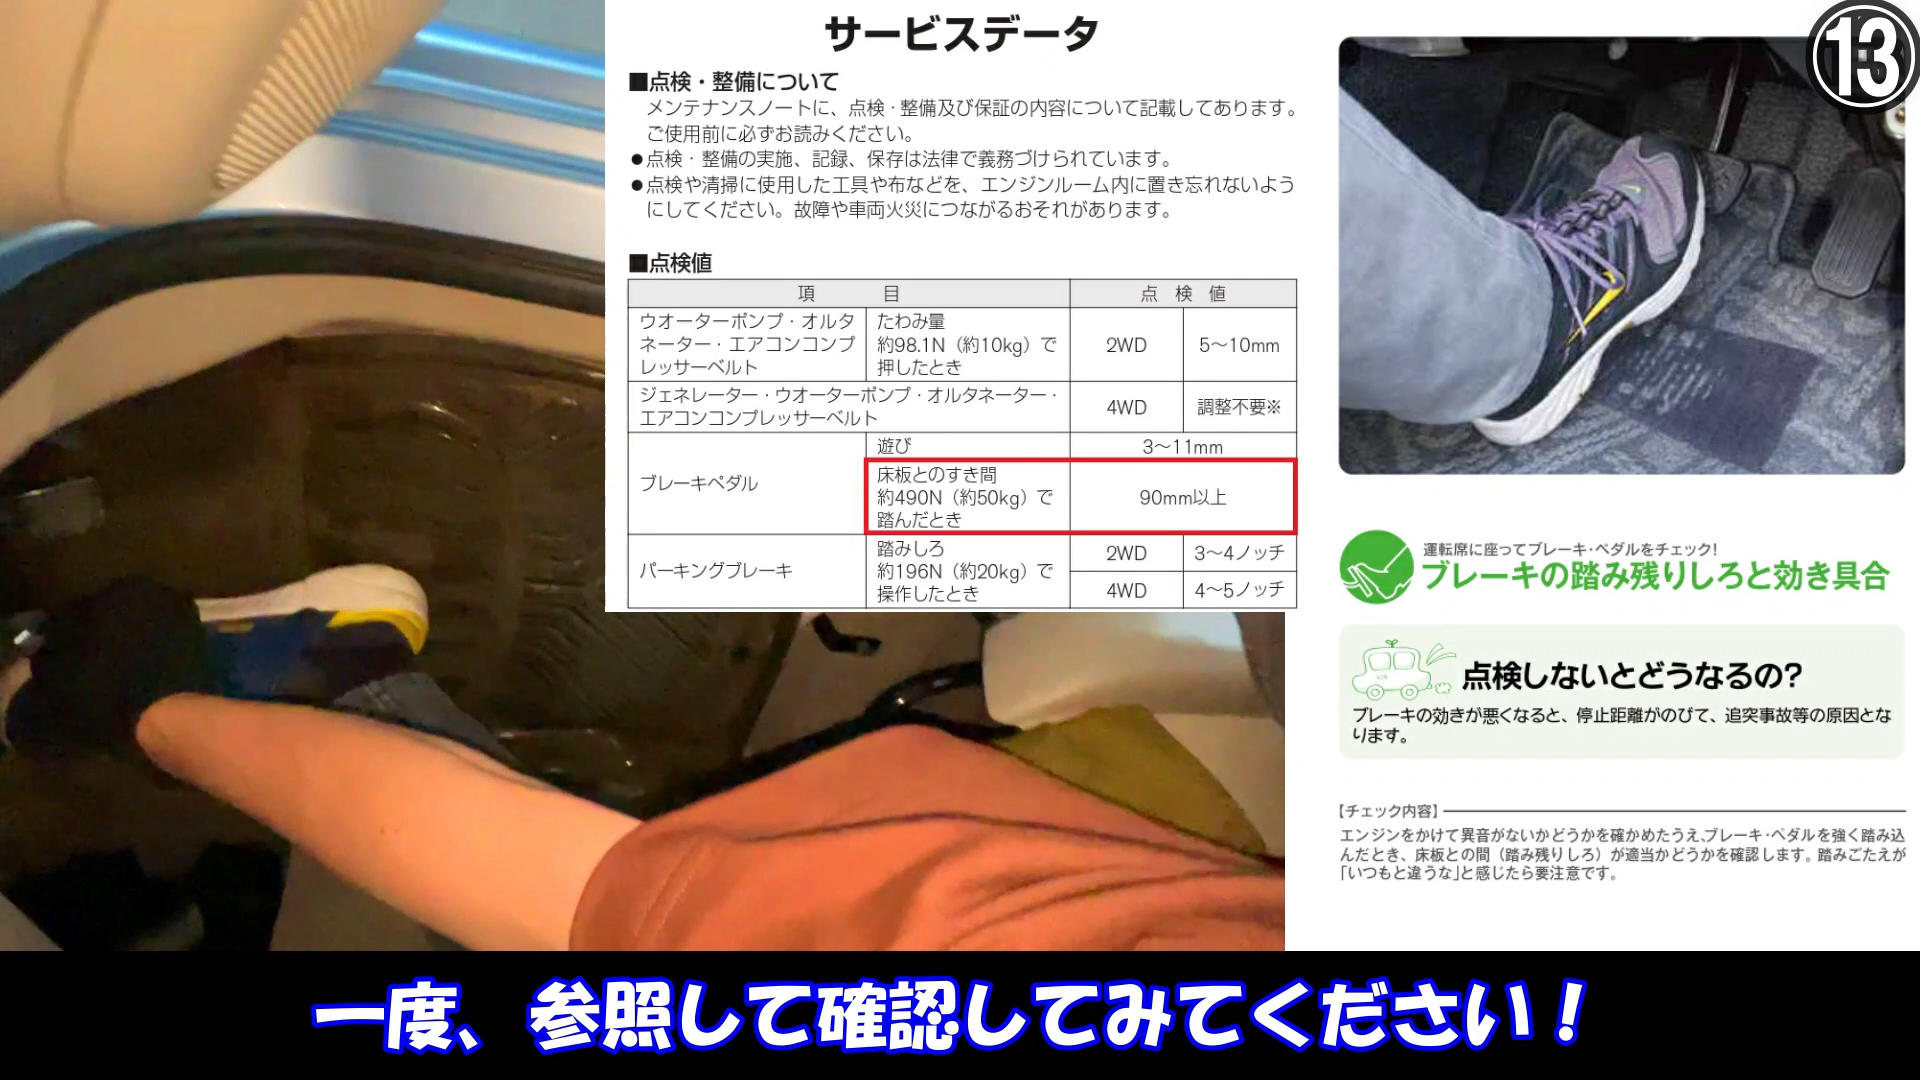 サービスデータ
■点検・整備について
メンテナンスノートに、点検・整備及び保証の内容について記載してあります。
ご使用前に必ずお読みください。
●点検・整備の実施、記録、保存は法律で義務づけられています。
●点検や清掃に使用した工具や布などを、エンジンルーム内に置き忘れないよう
にしてください。故障や車両火災につながるおそれがあります。
■点検値
項 目 点 検 値
ウオーターポンプ・オルタ
ネーター・エアコンコンプ
レッサーベルト
たわみ量
約98.1N（約10kg）で
押したとき
2WD 5～10mm
ジェネレーター・ウオーターポンプ・オルタネーター・
エアコンコンプレッサーベルト
4WD 調整不要※
ブレーキペダル
遊び 3～11mm
床板とのすき間
約490N（約50kg）で
踏んだとき
90mm以上
パーキングブレーキ
踏みしろ
約196N（約20kg）で
操作したとき
2WD 3～4ノッチ
4WD 4～5ノッチ
⑬
運転席に座ってブレーキ･ペダルをチェック!
ブレーキの踏み残りしろと効き具合
点検しないとどうなるの?
ブレーキの効きが悪くなると、停止距離がのびて、追突事故等の原因とな
ります。
【チェック内容】
エンジンをかけて異音がないかどうかを確かめたうえ、ブレーキ･ペダルを強く踏み込
んだとき、床板との間（踏み残りしろ）が適当かどうかを確認します。踏みごたえが
｢いつもと違うな｣と感じたら要注意です。
一度、参照して確認してみてください！